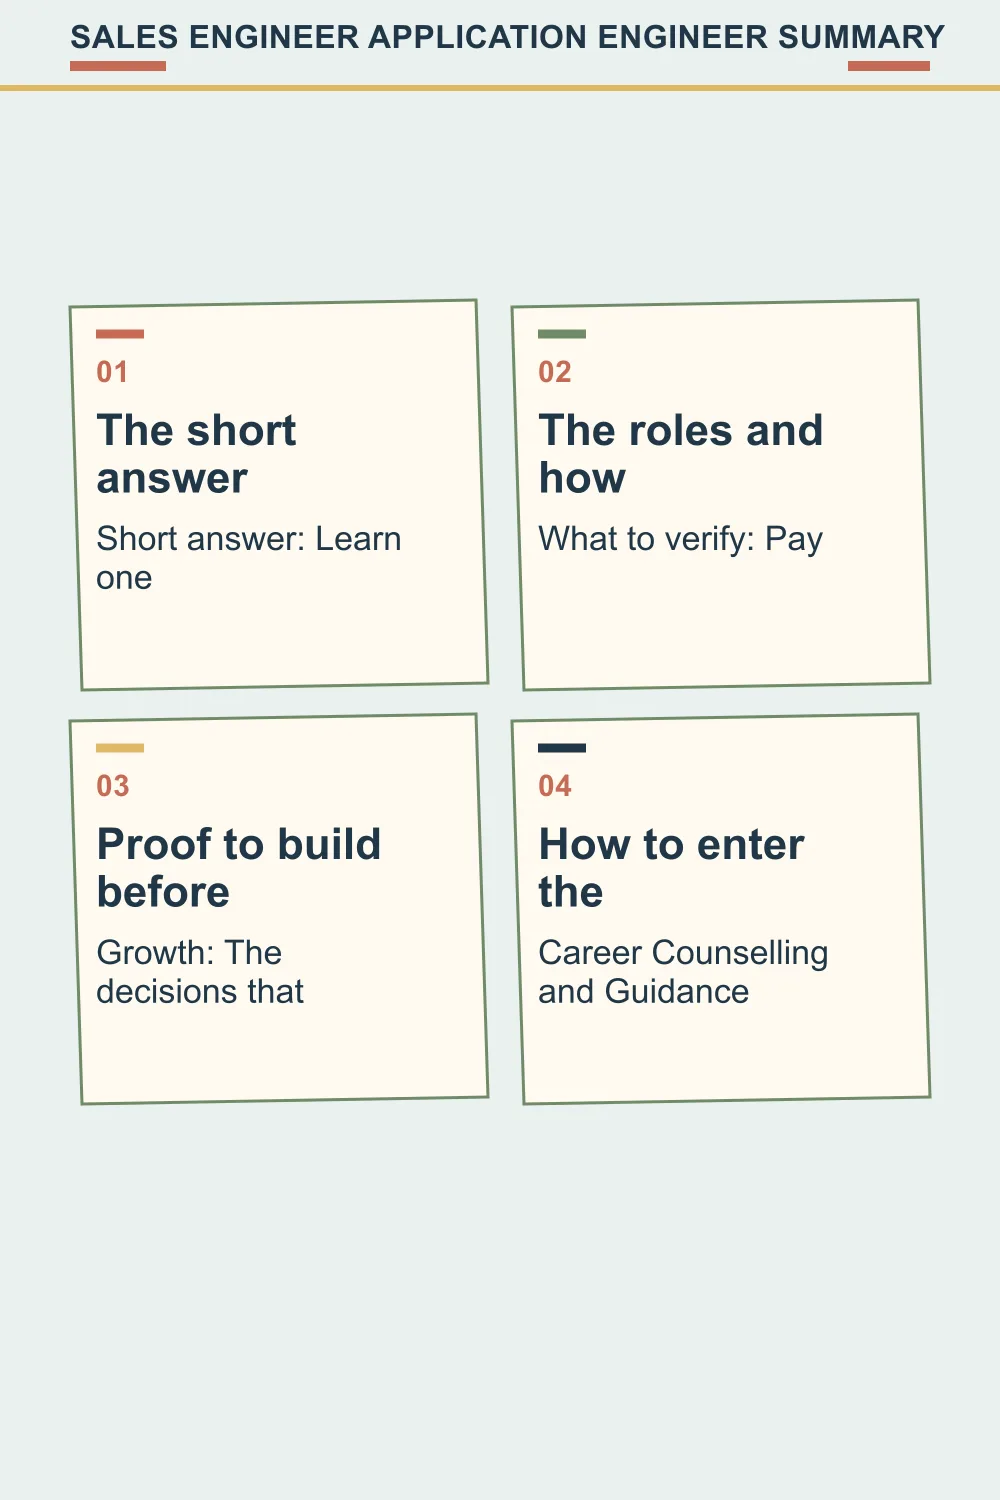 SALES ENGINEER APPLICATION ENGINEER SUMMARY
01
The short
answer
Short answer: Learn
one
02
The roles and
how
What to verify: Pay
03
Proof to build
before
Growth: The
decisions that
04
How to enter
the
Career Counselling
and Guidance